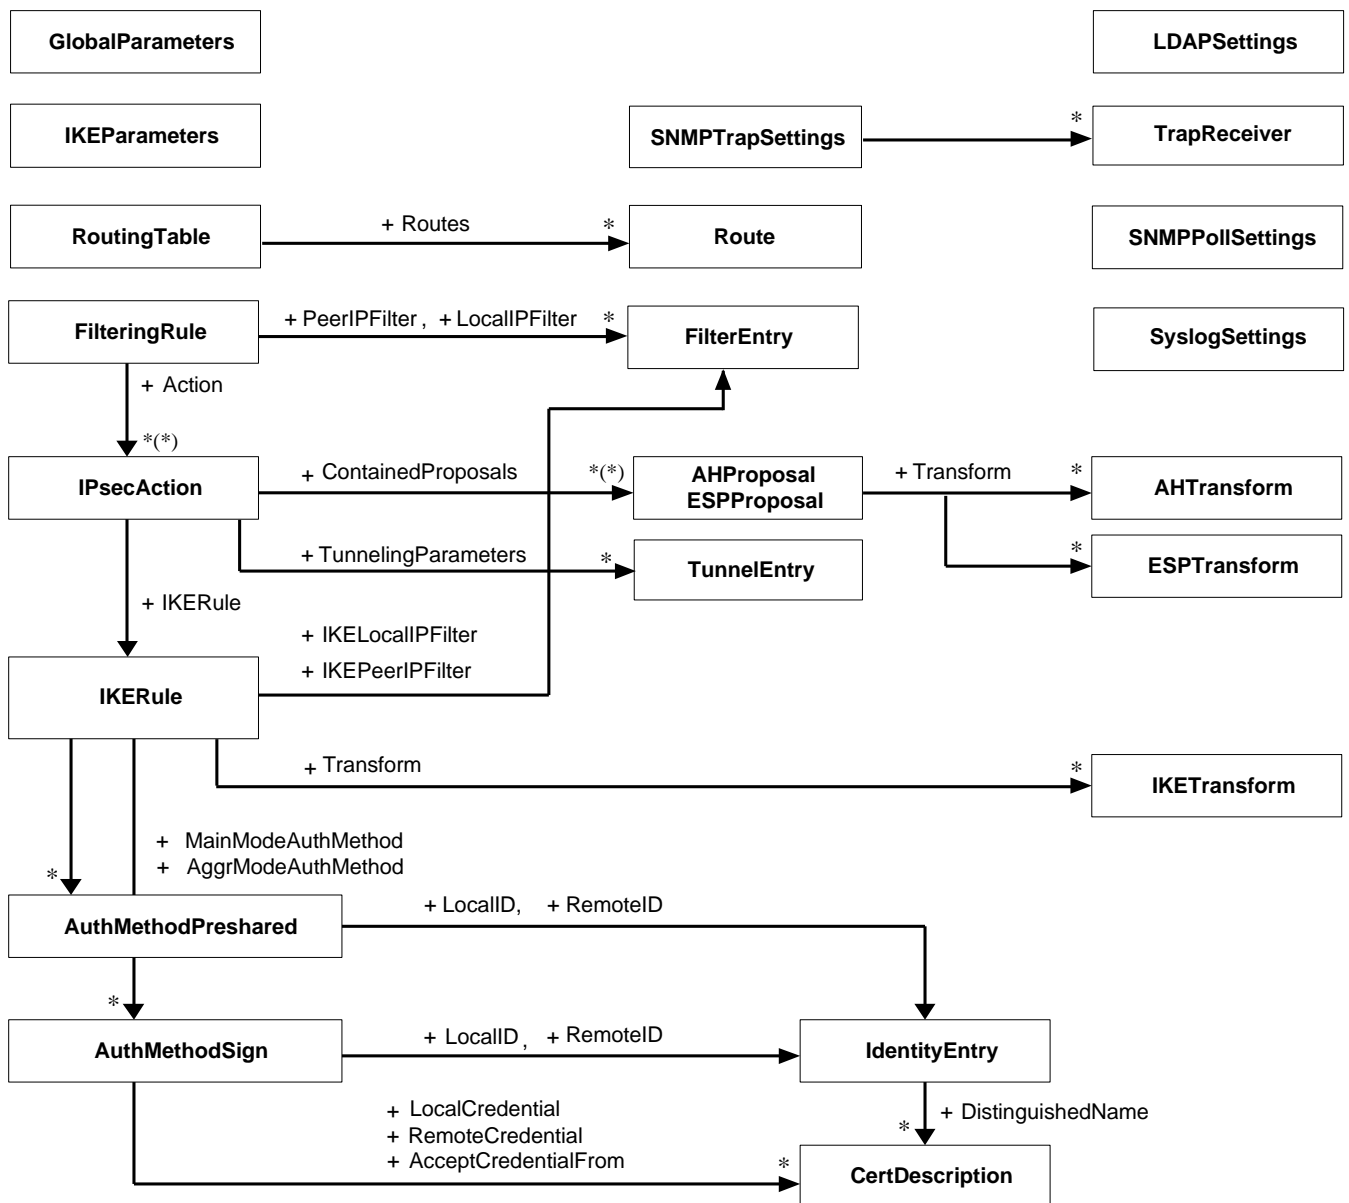 GlobalParameters
LDAPSettings
IKEParameters
SNMPTrapSettings
*
TrapReceiver
RoutingTable
+ Routes
*
Route
SNMPPollSettings
FilteringRule
+ PeerIPFilter , + LocalIPFilter
*
FilterEntry
SyslogSettings
+ Action
*(*)
IPsecAction
+ ContainedProposals
*(*)
AHProposal
ESPProposal
+ Transform
*
AHTransform
+ TunnelingParameters
*
TunnelEntry
*
ESPTransform
+ IKERule
+ IKELocalIPFilter
+ IKEPeerIPFilter
IKERule
+ Transform
*
IKETransform
+ MainModeAuthMethod
+ AggrModeAuthMethod
*
AuthMethodPreshared
+ LocalID, + RemoteID
*
AuthMethodSign
+ LocalID , + RemoteID
IdentityEntry
+ LocalCredential
+ RemoteCredential
+ AcceptCredentialFrom
*
+ DistinguishedName
*
CertDescription